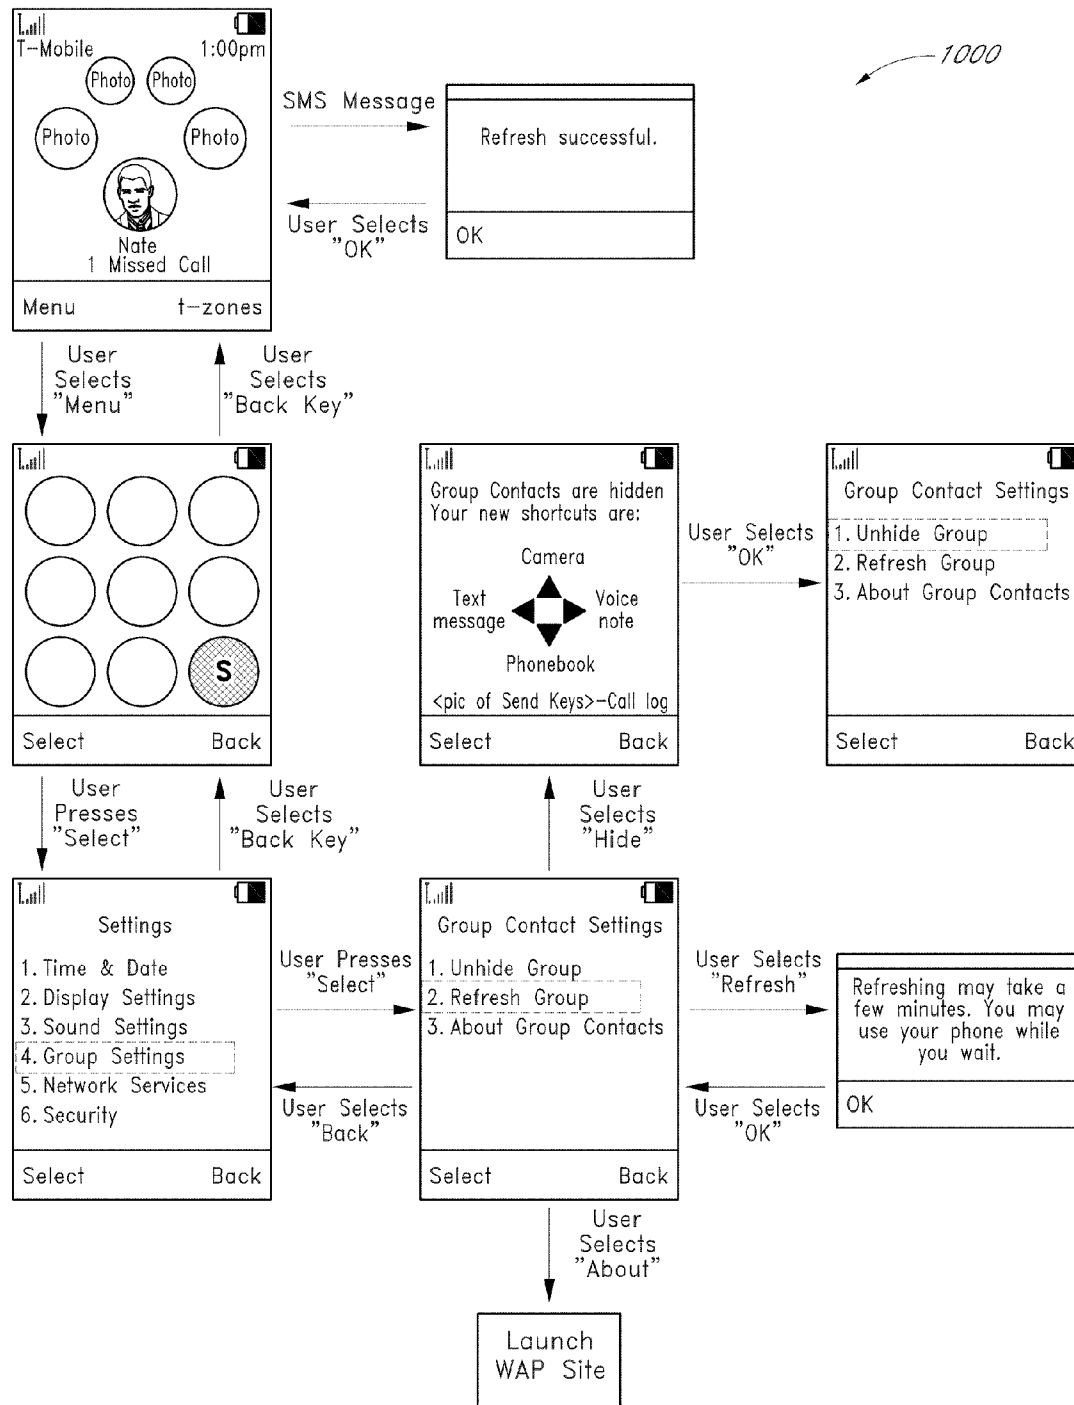 T-Mobile 1:00pm
Photo Photo
Photo Photo
Nate
1 Missed Call
Menu t-zones
SMS Message
User Selects
"OK"
Refresh successful.
OK
1000
User
Selects
"Menu"
User
Selects
"Back Key"
S
Select Back
Group Contacts are hidden
Your new shortcuts are:
Camera
Text
message
Voice
note
Phonebook
<pic of Send Keys>-Call log
Select Back
User Selects
"OK"
Group Contact Settings
1. Unhide Group
2. Refresh Group
3. About Group Contacts
Select Back
User
Presses
"Select"
User
Selects
"Back Key"
User
Selects
"Hide"
Settings
1. Time & Date
2. Display Settings
3. Sound Settings
4. Group Settings
5. Network Services
6. Security
Select Back
User Presses
"Select"
User Selects
"Back"
Group Contact Settings
1. Unhide Group
2. Refresh Group
3. About Group Contacts
Select Back
User Selects
"Refresh"
User Selects
"OK"
Refreshing may take a
few minutes. You may
use your phone while
you wait.
OK
User
Selects
"About"
Launch
WAP Site